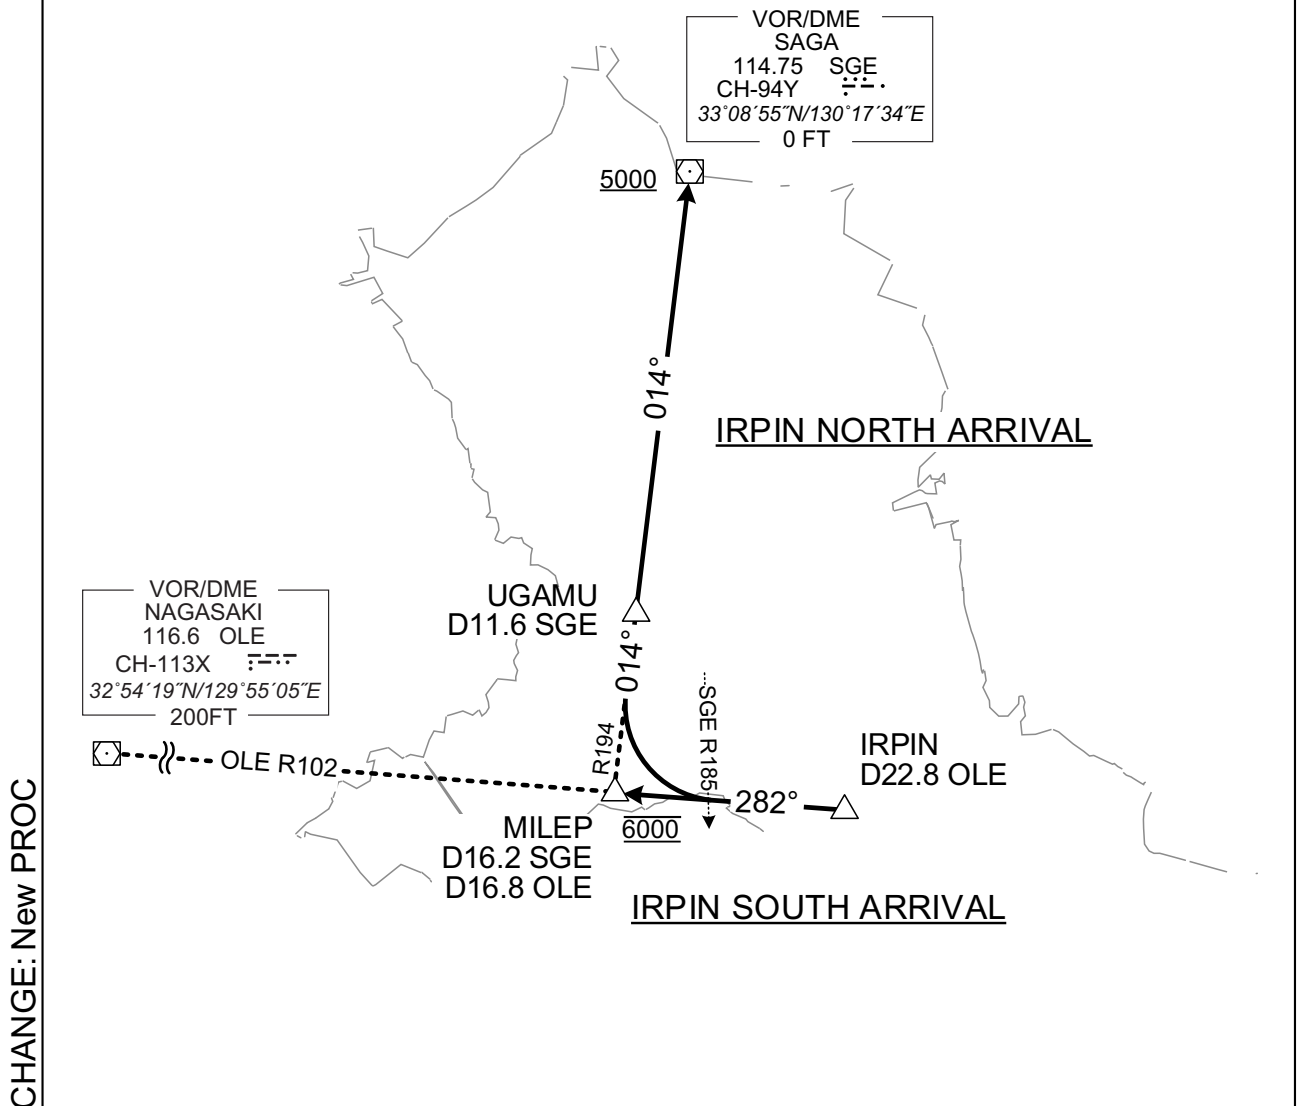 VOR/DME
SAGA
114.75 SGE
CH-94Y
33°08´55˝N/130°17´34˝E
0 FT
5000
014°
IRPIN NORTH ARRIVAL
VOR/DME
NAGASAKI
116.6 OLE
CH-113X
32°54´19˝N/129°55´05˝E
200FT
UGAMU
D11.6 SGE
014°
SGE R185
R194
OLE R102
IRPIN
D22.8 OLE
282°
6000
MILEP
D16.2 SGE
D16.8 OLE
IRPIN SOUTH ARRIVAL
CHANGE: New PROC